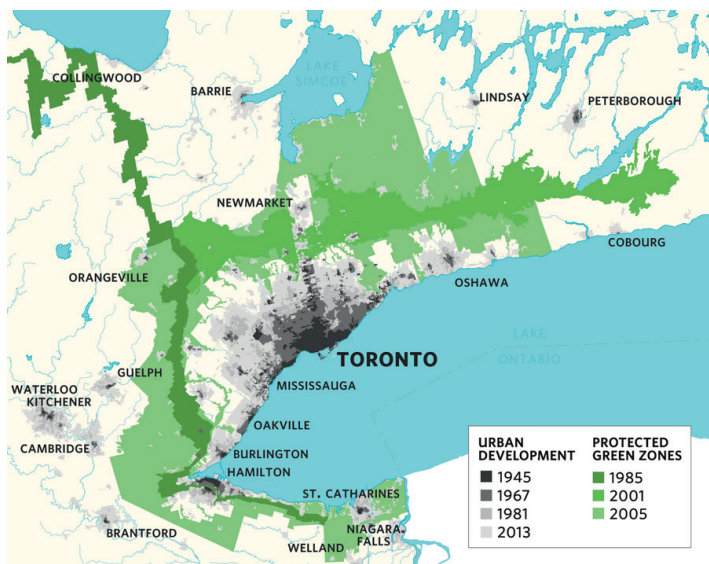 COLLINGWOOD
BARRIE
LAKE
SIMCOE
LINDSAY
PETERBOROUGH
NEWMARKET
COBOURG
ORANGEVILLE
OSHAWA
LAKE
ONTARIO
TORONTO
GUELPH
MISSISSAUGA
WATERLOO
KITCHENER
OAKVILLE
CAMBRIDGE
BURLINGTON
HAMILTON
ST. CATHARINES
BRANTFORD
NIAGARA
FALLS
WELLAND
URBAN
DEVELOPMENT
1945
1967
1981
2013
PROTECTED
GREEN ZONES
1985
2001
2005